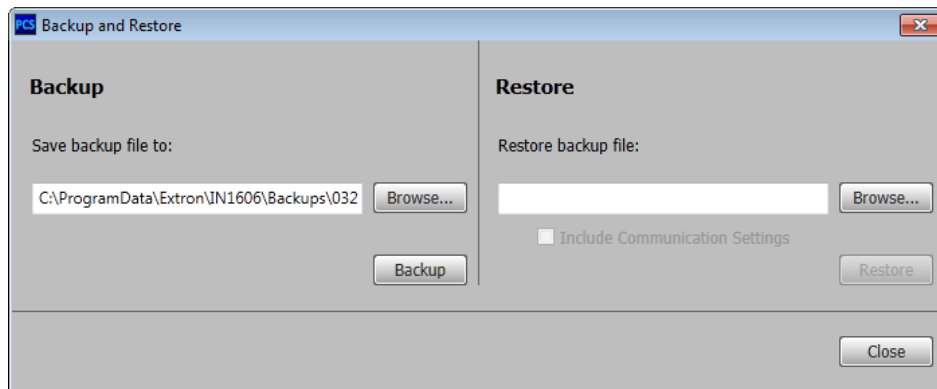 PCS Backup and Restore
Backup
Save backup file to:
C:\ProgramData\Extron\IN1606\Backups\032
Browse...
Backup
Restore
Restore backup file:
Browse...
Include Communication Settings
Restore
Close